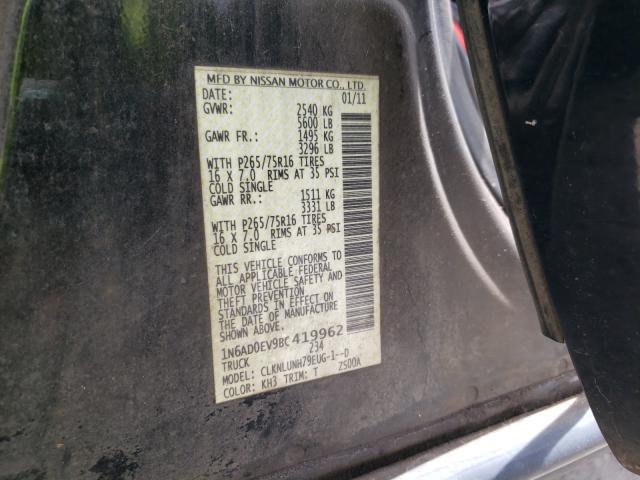 MFD BY NISSAN MOTOR CO., LTD.
DATE: 01/11
GVWR: 2540 KG
5600 LB
GAWR FR.: 1495 KG
3296 LB
WITH P265/75R16 TIRES
16 X 7.0 RIMS AT 35 PSI
COLD SINGLE
GAWR RR.: 1511 KG
3331 LB
WITH P265/75R16 TIRES
16 X 7.0 RIMS AT 35 PSI
COLD SINGLE
THIS VEHICLE CONFORMS TO
ALL APPLICABLE FEDERAL
MOTOR VEHICLE SAFETY AND
THEFT PREVENTION
STANDARDS IN EFFECT ON
THE DATE OF MANUFACTURE
SHOWN ABOVE.
1N6AD0EV9BC419962
TRUCK 234
MODEL: CLKNLUNH79EUG-1--D
COLOR: KH3 TRIM: T Z500A